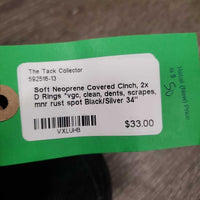 The Tack Collector
592516-13
Soft Neoprene Covered Cinch, 2x
D Rings *vgc, clean, dents, scrapes,
mnr rust spot Black/Silver 34"
VXLUHB
$33.00